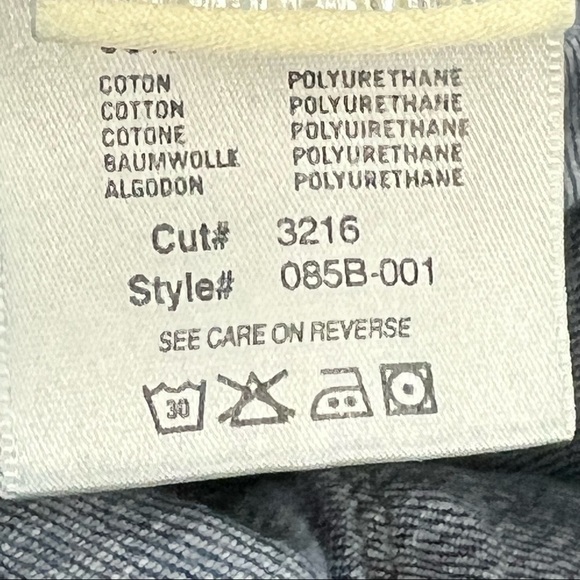 COTON POLYURETHANE
COTTON POLYURETHANE
COTONE POLYUIRETHANE
BAUMWOLLE POLYURETHANE
ALGODON POLYURETHANE
Cut# 3216
Style# 085B-001
SEE CARE ON REVERSE
30